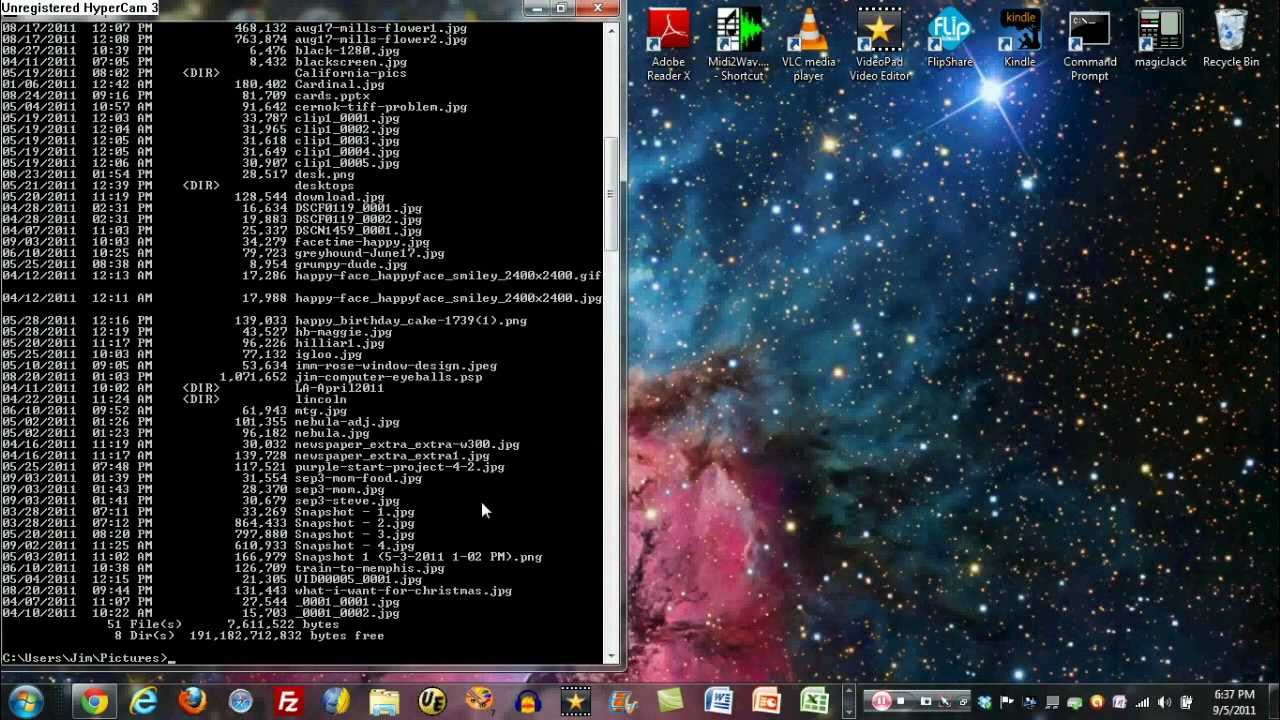 Unregistered HyperCam 3
08/17/2011  12:07 PM           468,132 aug17-mills-flower1.jpg
08/17/2011  12:08 PM           763,874 aug17-mills-flower2.jpg
08/27/2011  10:39 PM             6,476 black-1280.jpg
04/11/2011  07:05 PM             8,432 blackscreen.jpg
05/19/2011  08:02 PM    <DIR>          California-pics
01/06/2011  12:42 AM           180,402 Cardinal.jpg
08/24/2011  09:16 PM            81,709 cards.pptx
05/04/2011  10:57 AM            91,642 cernok-tiff-problem.jpg
05/19/2011  12:03 AM            33,787 clip1_0001.jpg
05/19/2011  12:04 AM            31,965 clip1_0002.jpg
05/19/2011  12:05 AM            31,618 clip1_0003.jpg
05/19/2011  12:05 AM            31,649 clip1_0004.jpg
05/19/2011  12:06 AM            30,907 clip1_0005.jpg
08/23/2011  01:54 PM            28,517 desk.png
05/21/2011  12:39 PM    <DIR>          desktops
05/20/2011  11:19 PM           128,544 download.jpg
04/28/2011  02:31 PM            16,634 DSCF0119_0001.jpg
04/28/2011  02:31 PM            19,883 DSCF0119_0002.jpg
04/07/2011  11:03 PM            25,337 DSCN1459_0001.jpg
09/03/2011  10:03 AM            34,279 facetime-happy.jpg
06/10/2011  10:25 AM            79,723 greyhound-June17.jpg
05/25/2011  08:38 AM             8,954 grumpy-dude.jpg
04/12/2011  12:13 AM            17,286 happy-face_happyface_smiley_2400x2400.gif
04/12/2011  12:11 AM            17,988 happy-face_happyface_smiley_2400x2400.jpg
05/28/2011  12:16 PM           139,033 happy_birthday_cake-1739(1).png
05/28/2011  12:19 PM            43,527 hb-maggie.jpg
05/20/2011  11:17 PM            96,226 hilliar1.jpg
05/25/2011  10:03 AM            77,132 igloo.jpg
05/10/2011  09:05 AM            53,634 imm-rose-window-design.jpeg
08/20/2011  01:03 PM         1,071,652 jim-computer-eyeballs.psp
04/11/2011  10:02 AM    <DIR>          LA-April2011
04/22/2011  11:24 AM    <DIR>          lincoln
06/10/2011  09:52 AM            61,943 mtg.jpg
05/02/2011  01:26 PM           101,355 nebula-adj.jpg
05/02/2011  01:23 PM            96,182 nebula.jpg
04/16/2011  11:19 AM            30,032 newspaper_extra_extra-w300.jpg
04/16/2011  11:17 AM           139,728 newspaper_extra_extra1.jpg
05/25/2011  07:48 PM           117,521 purple-start-project-4-2.jpg
09/03/2011  01:39 PM            31,554 sep3-mom-food.jpg
09/03/2011  01:43 PM            28,370 sep3-mom.jpg
09/03/2011  01:41 PM            30,679 sep3-steve.jpg
03/28/2011  07:11 PM            33,269 Snapshot - 1.jpg
03/28/2011  07:12 PM           864,433 Snapshot - 2.jpg
05/20/2011  08:20 PM           797,880 Snapshot - 3.jpg
09/02/2011  11:25 AM           610,933 Snapshot - 4.jpg
05/03/2011  11:02 AM           166,979 Snapshot 1 (5-3-2011 1-02 PM).png
06/10/2011  10:38 AM           126,709 train-to-memphis.jpg
05/04/2011  12:15 PM            21,305 VID00005_0001.jpg
08/20/2011  09:44 PM           131,443 what-i-want-for-christmas.jpg
04/07/2011  11:07 PM            27,544 _0001_0001.jpg
04/10/2011  10:22 AM            15,703 _0001_0002.jpg
51 File(s)      7,611,522 bytes
8 Dir(s)  191,182,712,832 bytes free
C:\Users\Jim\Pictures>_
Adobe Reader X
Midi2Wav.... - Shortcut
VLC media player
VideoPad Video Editor
FlipShare
Kindle
Command Prompt
magicJack
Recycle Bin
6:37 PM
9/5/2011